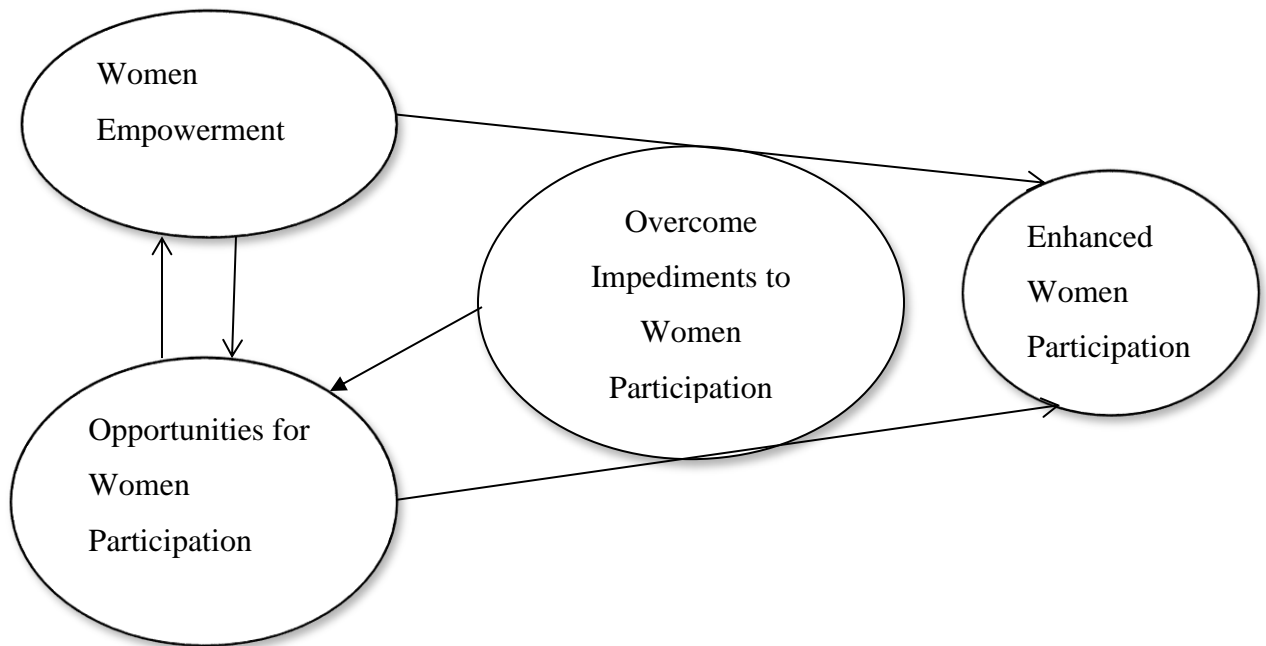 Women
Empowerment
Overcome
Impediments to
Women
Participation
Enhanced
Women
Participation
Opportunities for
Women
Participation